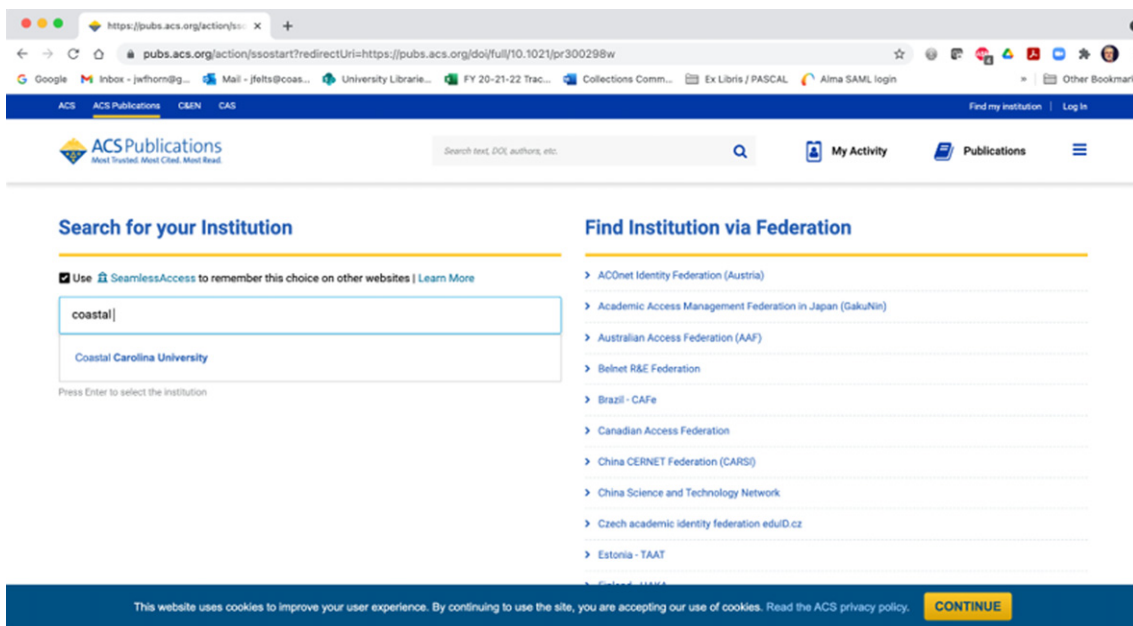 https://pubs.acs.org/action/sso
pubs.acs.org/action/ssostart?redirectUri=https://pubs.acs.org/doi/full/10.1021/pr300298w
Google Inbox - jwfhorn@g... Mail - jfelts@coas... University Librarie... FY 20-21-22 Trac... Collections Comm... Ex Libris / PASCAL Alma SAML login » Other Bookmar
ACS ACS Publications C&EN CAS Find my institution | Log In
ACS Publications
Most Trusted. Most Cited. Most Read.
Search text, DOI, authors, etc.
My Activity
Publications
Search for your Institution
Use SeamlessAccess to remember this choice on other websites | Learn More
coastal
Coastal Carolina University
Press Enter to select the institution
Find Institution via Federation
ACOnet Identity Federation (Austria)
Academic Access Management Federation in Japan (GakuNin)
Australian Access Federation (AAF)
Belnet R&E Federation
Brazil - CAFe
Canadian Access Federation
China CERNET Federation (CARSI)
China Science and Technology Network
Czech academic identity federation eduID.cz
Estonia - TAAT
This website uses cookies to improve your user experience. By continuing to use the site, you are accepting our use of cookies. Read the ACS privacy policy.
CONTINUE